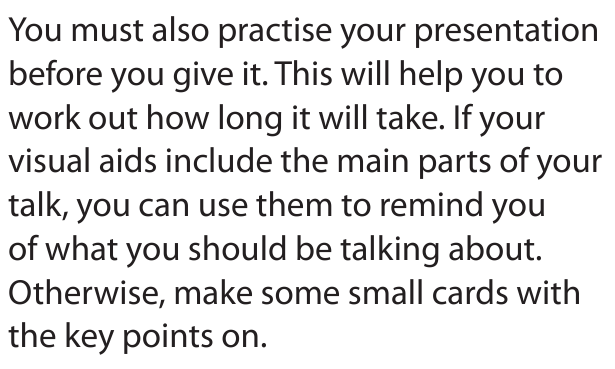 You must also practise your presentation
before you give it. This will help you to
work out how long it will take. If your
visual aids include the main parts of your
talk, you can use them to remind you
of what you should be talking about.
Otherwise, make some small cards with
the key points on.